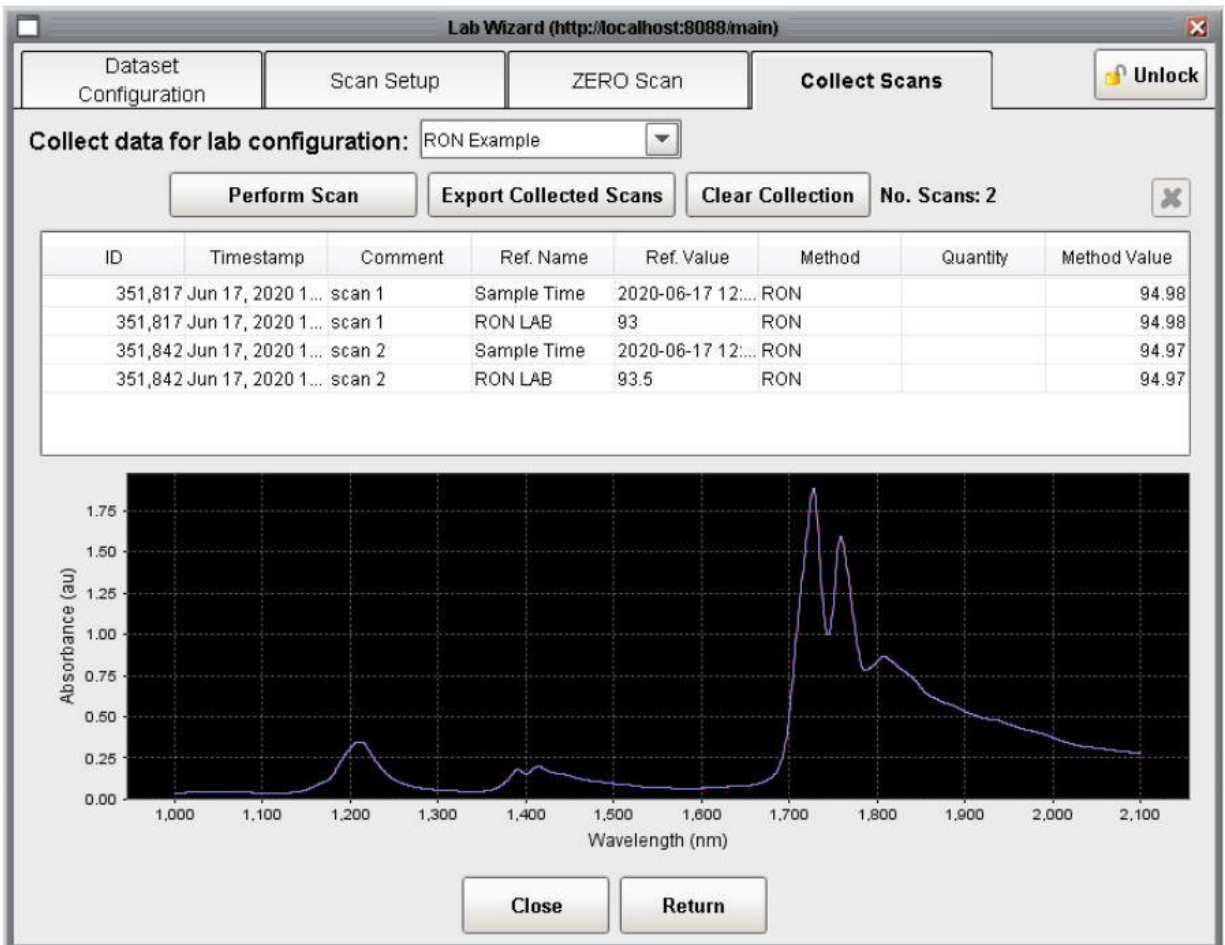 Lab Wizard (http://localhost:8088/main)
Dataset Configuration Scan Setup ZERO Scan Collect Scans Unlock
Collect data for lab configuration: RON Example
Perform Scan Export Collected Scans Clear Collection No. Scans: 2
ID Timestamp Comment Ref. Name Ref. Value Method Quantity Method Value
351,817 Jun 17, 2020 1... scan 1 Sample Time 2020-06-17 12:... RON 94.98
351,817 Jun 17, 2020 1... scan 1 RON LAB 93 RON 94.98
351,842 Jun 17, 2020 1... scan 2 Sample Time 2020-06-17 12:... RON 94.97
351,842 Jun 17, 2020 1... scan 2 RON LAB 93.5 RON 94.97
1.75
1.50
1.25
1.00
0.75
0.50
0.25
0.00
Absorbance (au)
1,000 1,100 1,200 1,300 1,400 1,500 1,600 1,700 1,800 1,900 2,000 2,100
Wavelength (nm)
Close Return